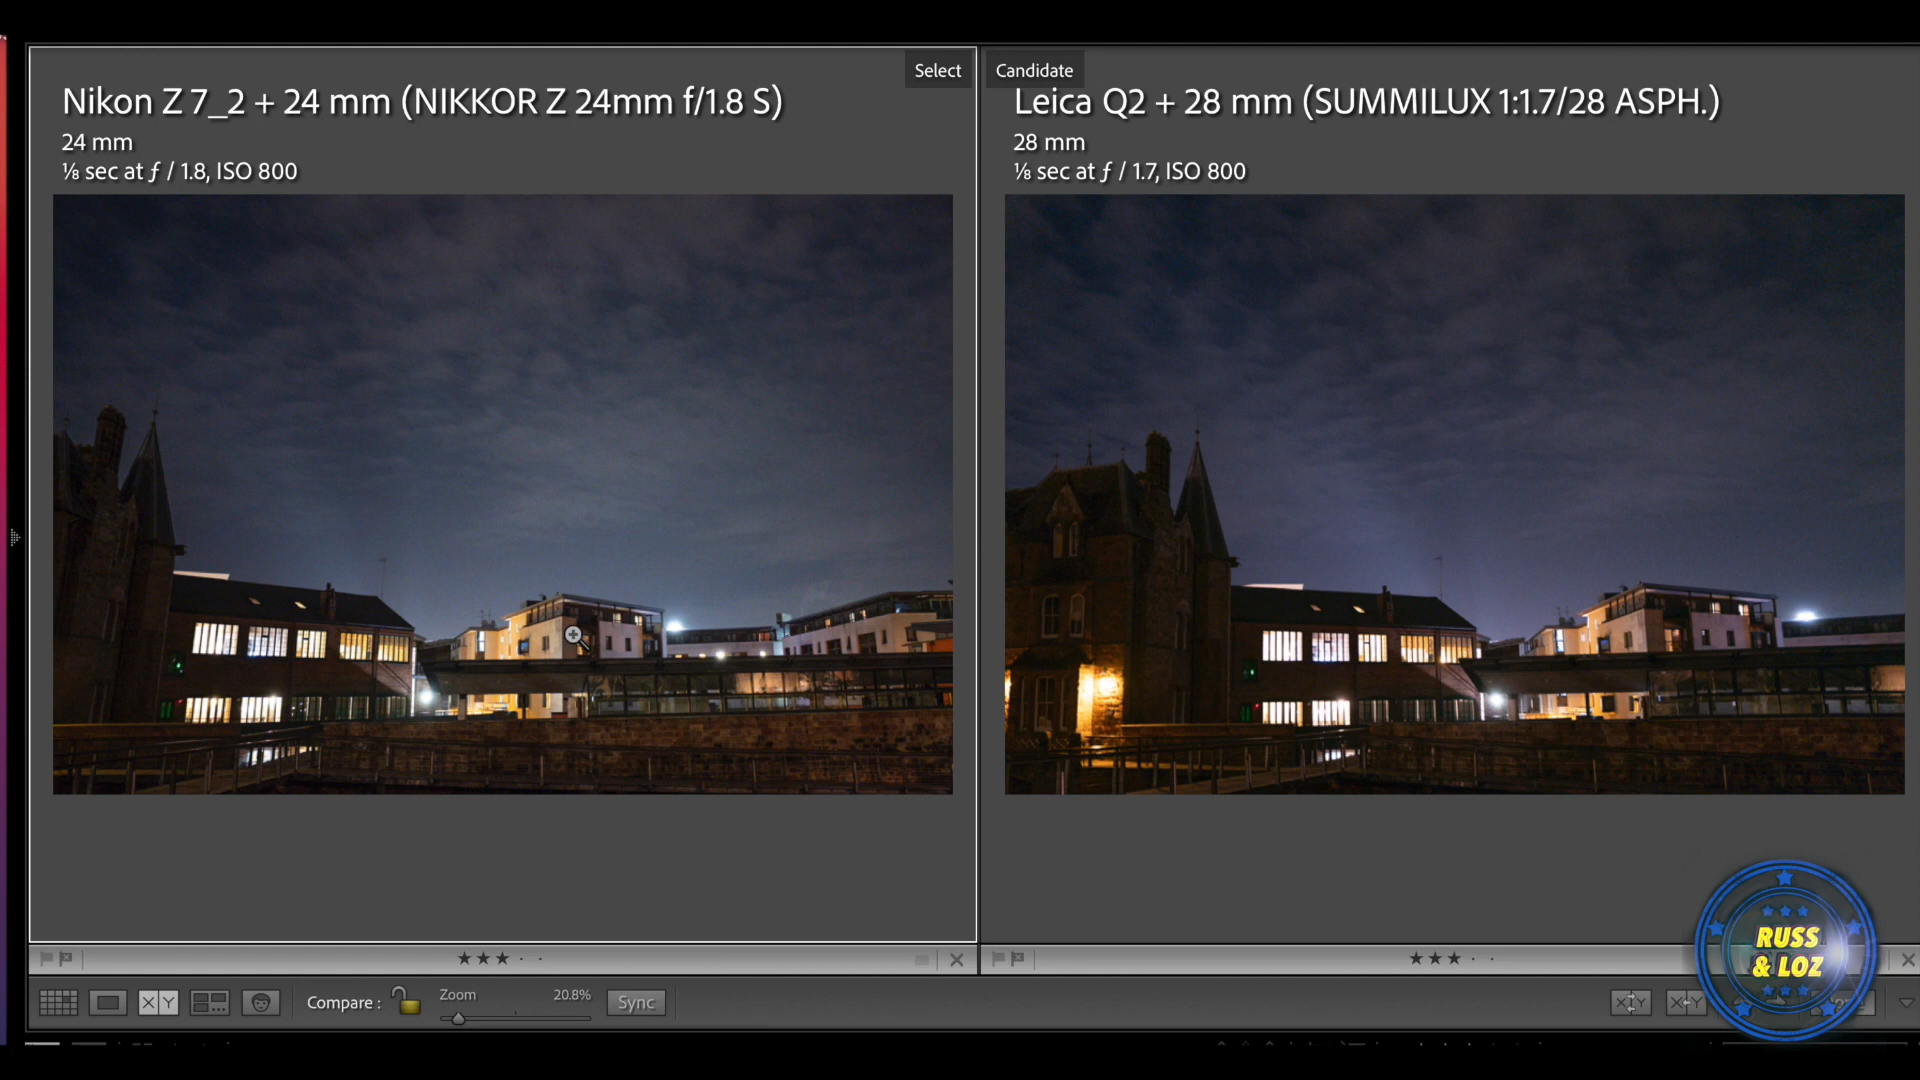 Select
Candidate
Nikon Z 7_2 + 24 mm (NIKKOR Z 24mm f/1.8 S)
24 mm
⅛ sec at ƒ / 1.8, ISO 800
Leica Q2 + 28 mm (SUMMILUX 1:1.7/28 ASPH.)
28 mm
⅛ sec at ƒ / 1.7, ISO 800
RUSS
& LOZ
XY
Compare :
Zoom
20.8%
Sync